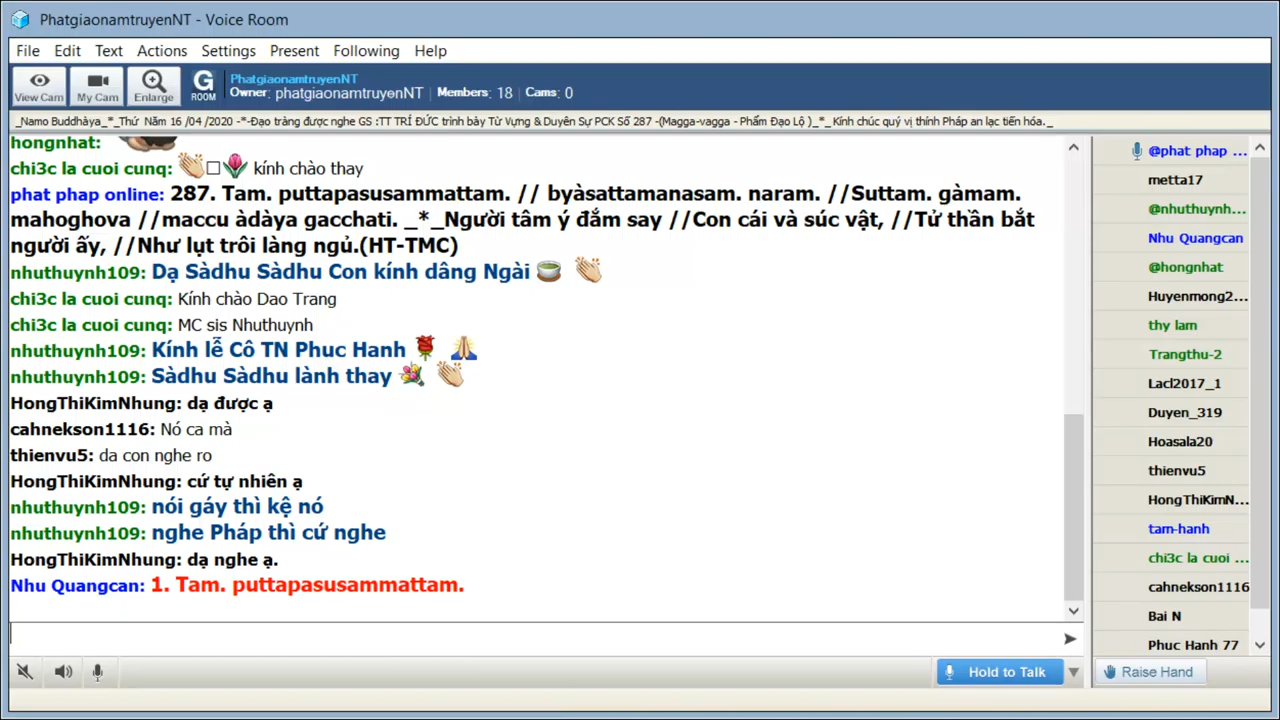 PhatgiaonamtruyenNT - Voice Room
File Edit Text Actions Settings Present Following Help
View Cam My Cam Enlarge G ROOM
PhatgiaonamtruyenNT
Owner: phatgiaonamtruyenNT Members: 18 Cams: 0
_Namo Buddhàya_*_Thứ Năm 16 /04 /2020 -*-Đạo tràng được nghe GS :TT TRÍ ĐỨC trình bày Từ Vựng & Duyên Sự PCK Số 287 -(Magga-vagga - Phẩm Đạo Lộ )_*_ Kính chúc quý vị thính Pháp an lạc tiến hóa._
hongnhat:
chi3c la cuoi cunq: 👏□🌷 kính chào thay
phat phap online: 287. Tam. puttapasusammattam. // byàsattamanasam. naram. //Suttam. gàmam.
mahoghova //maccu àdàya gacchati. _*_Người tâm ý đắm say //Con cái và súc vật, //Tử thần bắt
người ấy, //Như lụt trôi làng ngủ.(HT-TMC)
nhuthuynh109: Dạ Sàdhu Sàdhu Con kính dâng Ngài 🍵 👏
chi3c la cuoi cunq: Kính chào Dao Trang
chi3c la cuoi cunq: MC sis Nhuthuynh
nhuthuynh109: Kính lễ Cô TN Phuc Hanh 🌹 🙏
nhuthuynh109: Sàdhu Sàdhu lành thay 💐 👏
HongThiKimNhung: dạ được ạ
cahnekson1116: Nó ca mà
thienvu5: da con nghe ro
HongThiKimNhung: cứ tự nhiên ạ
nhuthuynh109: nói gáy thì kệ nó
nhuthuynh109: nghe Pháp thì cứ nghe
HongThiKimNhung: dạ nghe ạ.
Nhu Quangcan: 1. Tam. puttapasusammattam.
@phat phap ...
metta17
@nhuthuynh...
Nhu Quangcan
@hongnhat
Huyenmong2...
thy lam
Trangthu-2
Lacl2017_1
Duyen_319
Hoasala20
thienvu5
HongThiKimN...
tam-hanh
chi3c la cuoi ...
cahnekson1116
Bai N
Phuc Hanh 77
Hold to Talk
Raise Hand